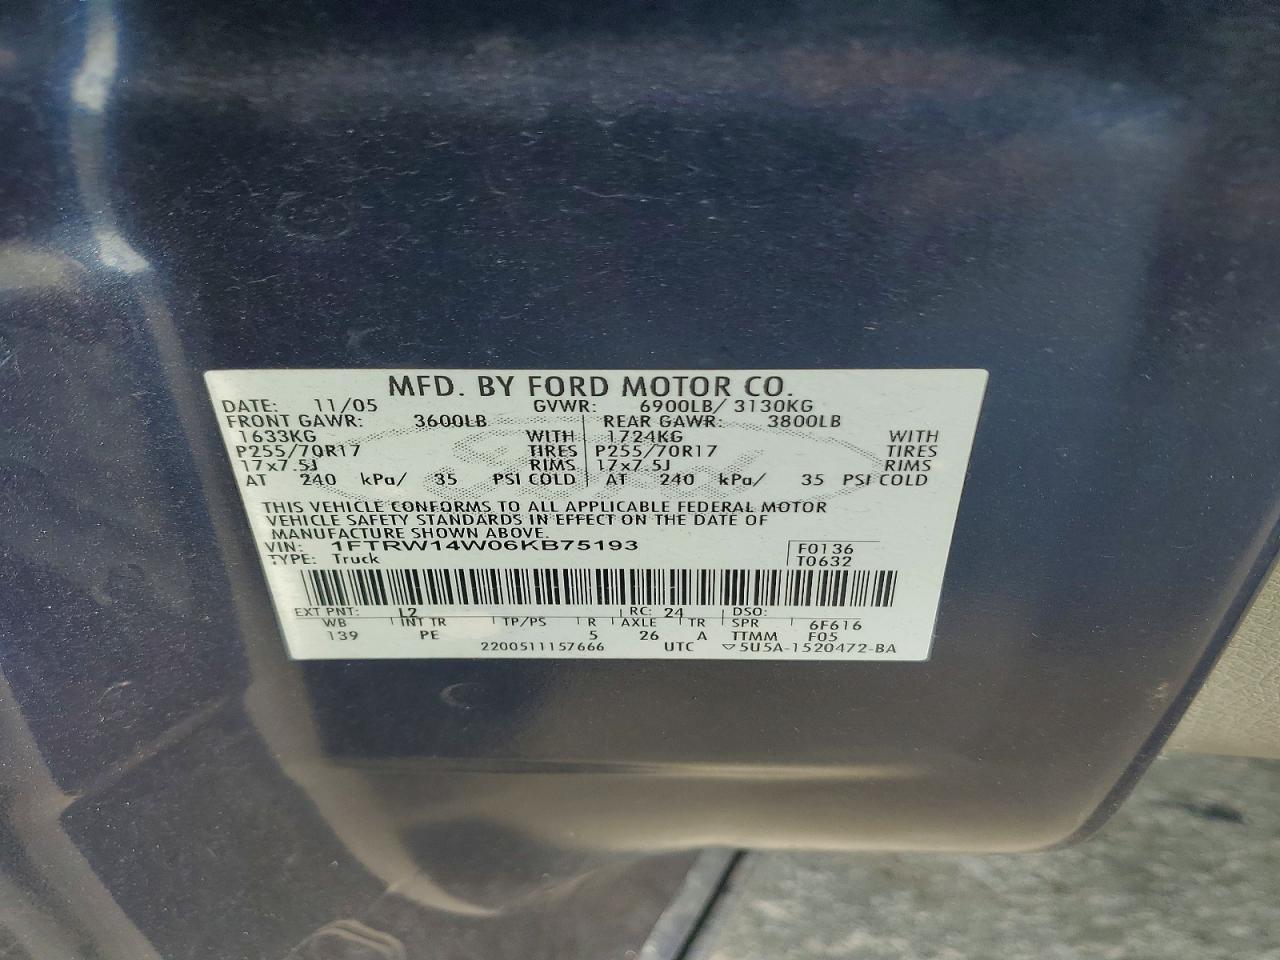 MFD. BY FORD MOTOR CO.
DATE: 11/05 GVWR: 6900LB/ 3130KG
FRONT GAWR: 3600LB REAR GAWR: 3800LB
1633KG WITH 1724KG WITH
P255/70R17 TIRES P255/70R17 TIRES
17x7.5J RIMS 17x7.5J RIMS
AT 240 kPa/ 35 PSI COLD AT 240 kPa/ 35 PSI COLD
THIS VEHICLE CONFORMS TO ALL APPLICABLE FEDERAL MOTOR
VEHICLE SAFETY STANDARDS IN EFFECT ON THE DATE OF
MANUFACTURE SHOWN ABOVE.
VIN: 1FTRW14W06KB75193 F0136
TYPE: Truck T0632
EXT PNT: L2 RC: 24 DSO:
WB INT TR TP/PS R AXLE TR SPR 6F616
139 PE 5 26 A TTMM F05
2200511157666 UTC ▽5U5A-1520472-BA